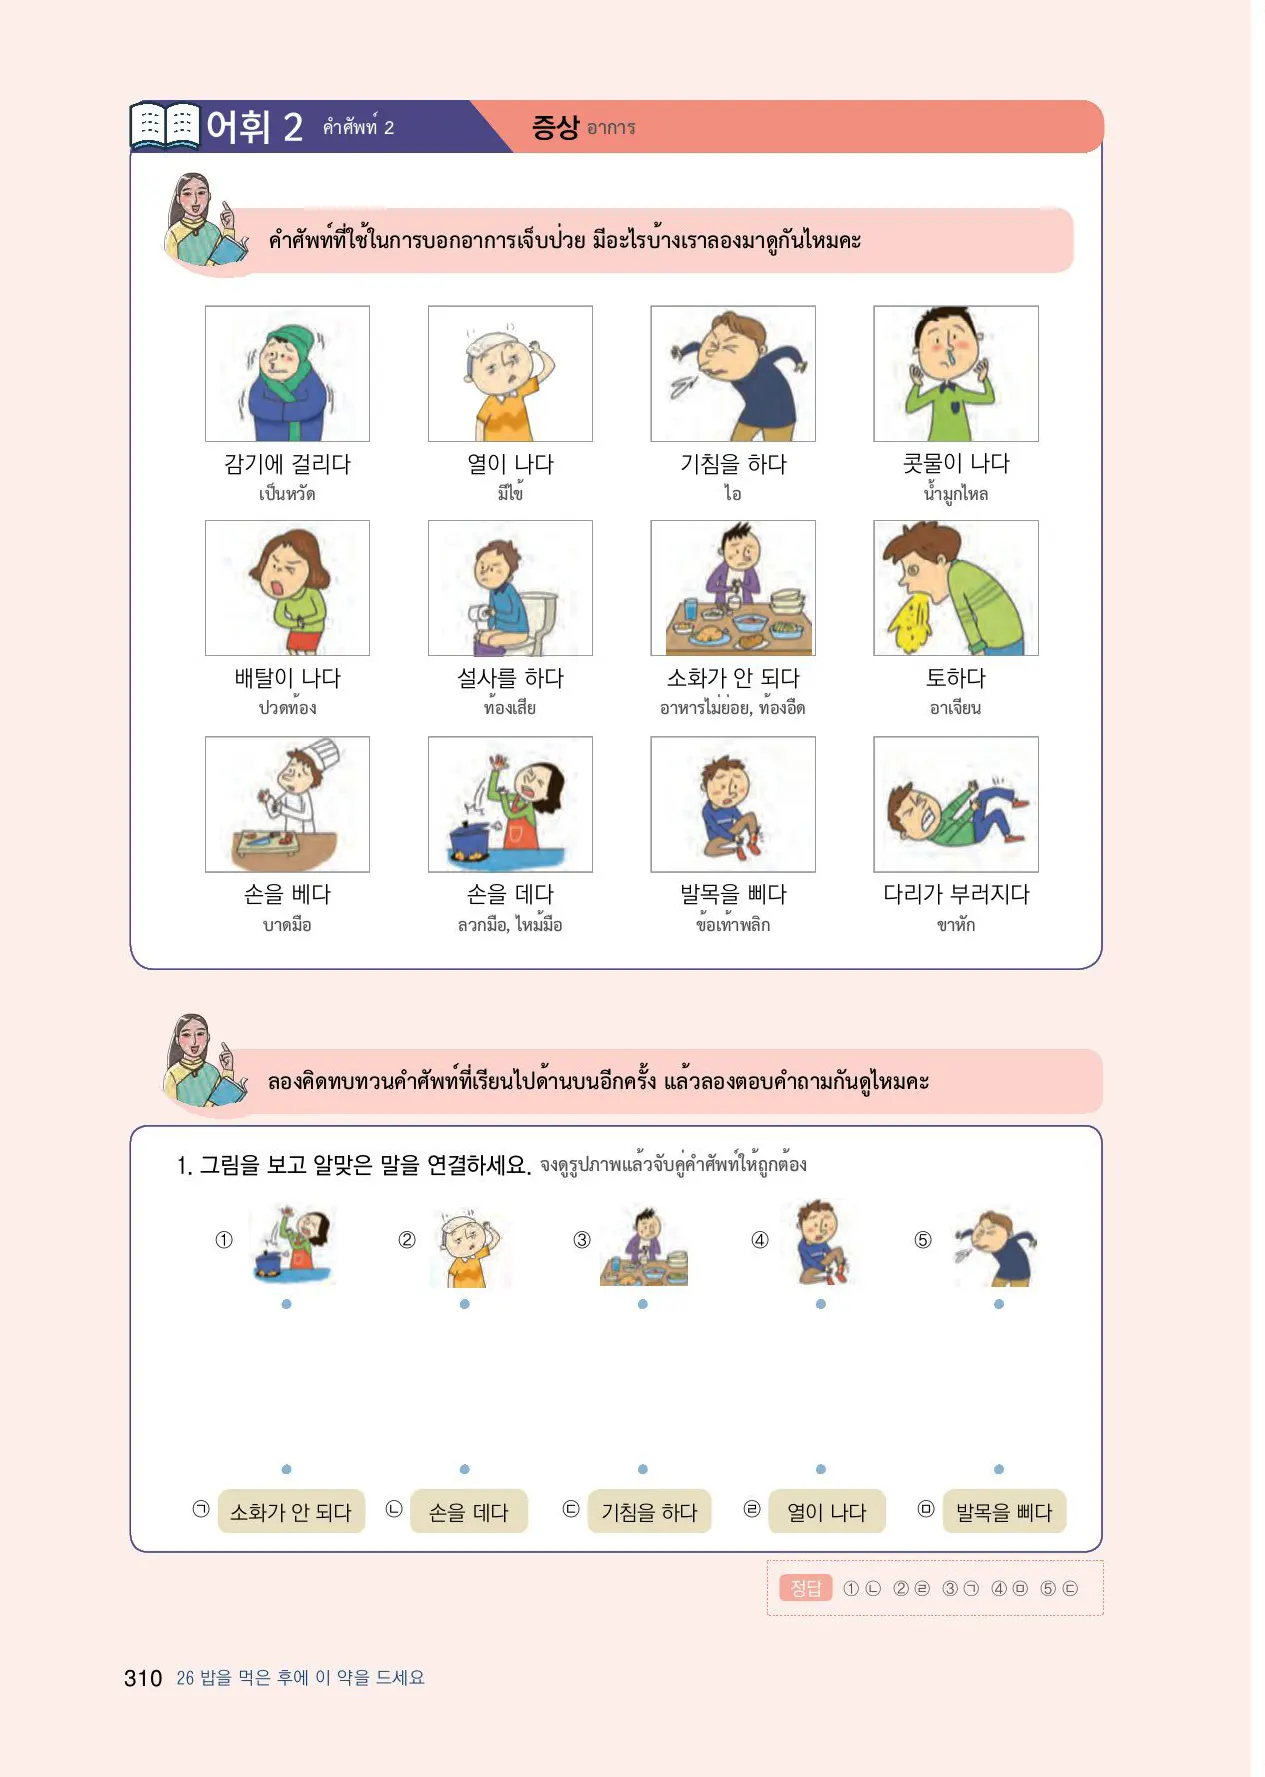 어휘 2 คำศัพท์ 2 증상 อาการ
คำศัพท์ที่ใช้ในการบอกอาการเจ็บป่วย มีอะไรบ้างเราลองมาดูกันไหมคะ
감기에 걸리다 열이 나다 기침을 하다 콧물이 나다
เป็นหวัด มีไข้ ไอ น้ำมูกไหล
배탈이 나다 설사를 하다 소화가 안 되다 토하다
ปวดท้อง ท้องเสีย อาหารไม่ย่อย, ท้องอืด อาเจียน
손을 베다 손을 데다 발목을 삐다 다리가 부러지다
บาดมือ ลวกมือ, ไหม้มือ ข้อเท้าพลิก ขาหัก
ลองคิดทบทวนคำศัพท์ที่เรียนไปด้านบนอีกครั้ง แล้วลองตอบคำถามกันดูไหมคะ
1. 그림을 보고 알맞은 말을 연결하세요. จงดูรูปภาพแล้วจับคู่คำศัพท์ให้ถูกต้อง
① ② ③ ④ ⑤
㉠ 소화가 안 되다 ㉡ 손을 데다 ㉢ 기침을 하다 ㉣ 열이 나다 ㉤ 발목을 삐다
정답 ① ㉡ ② ㉣ ③ ㉠ ④ ㉤ ⑤ ㉢
310 26 밥을 먹은 후에 이 약을 드세요